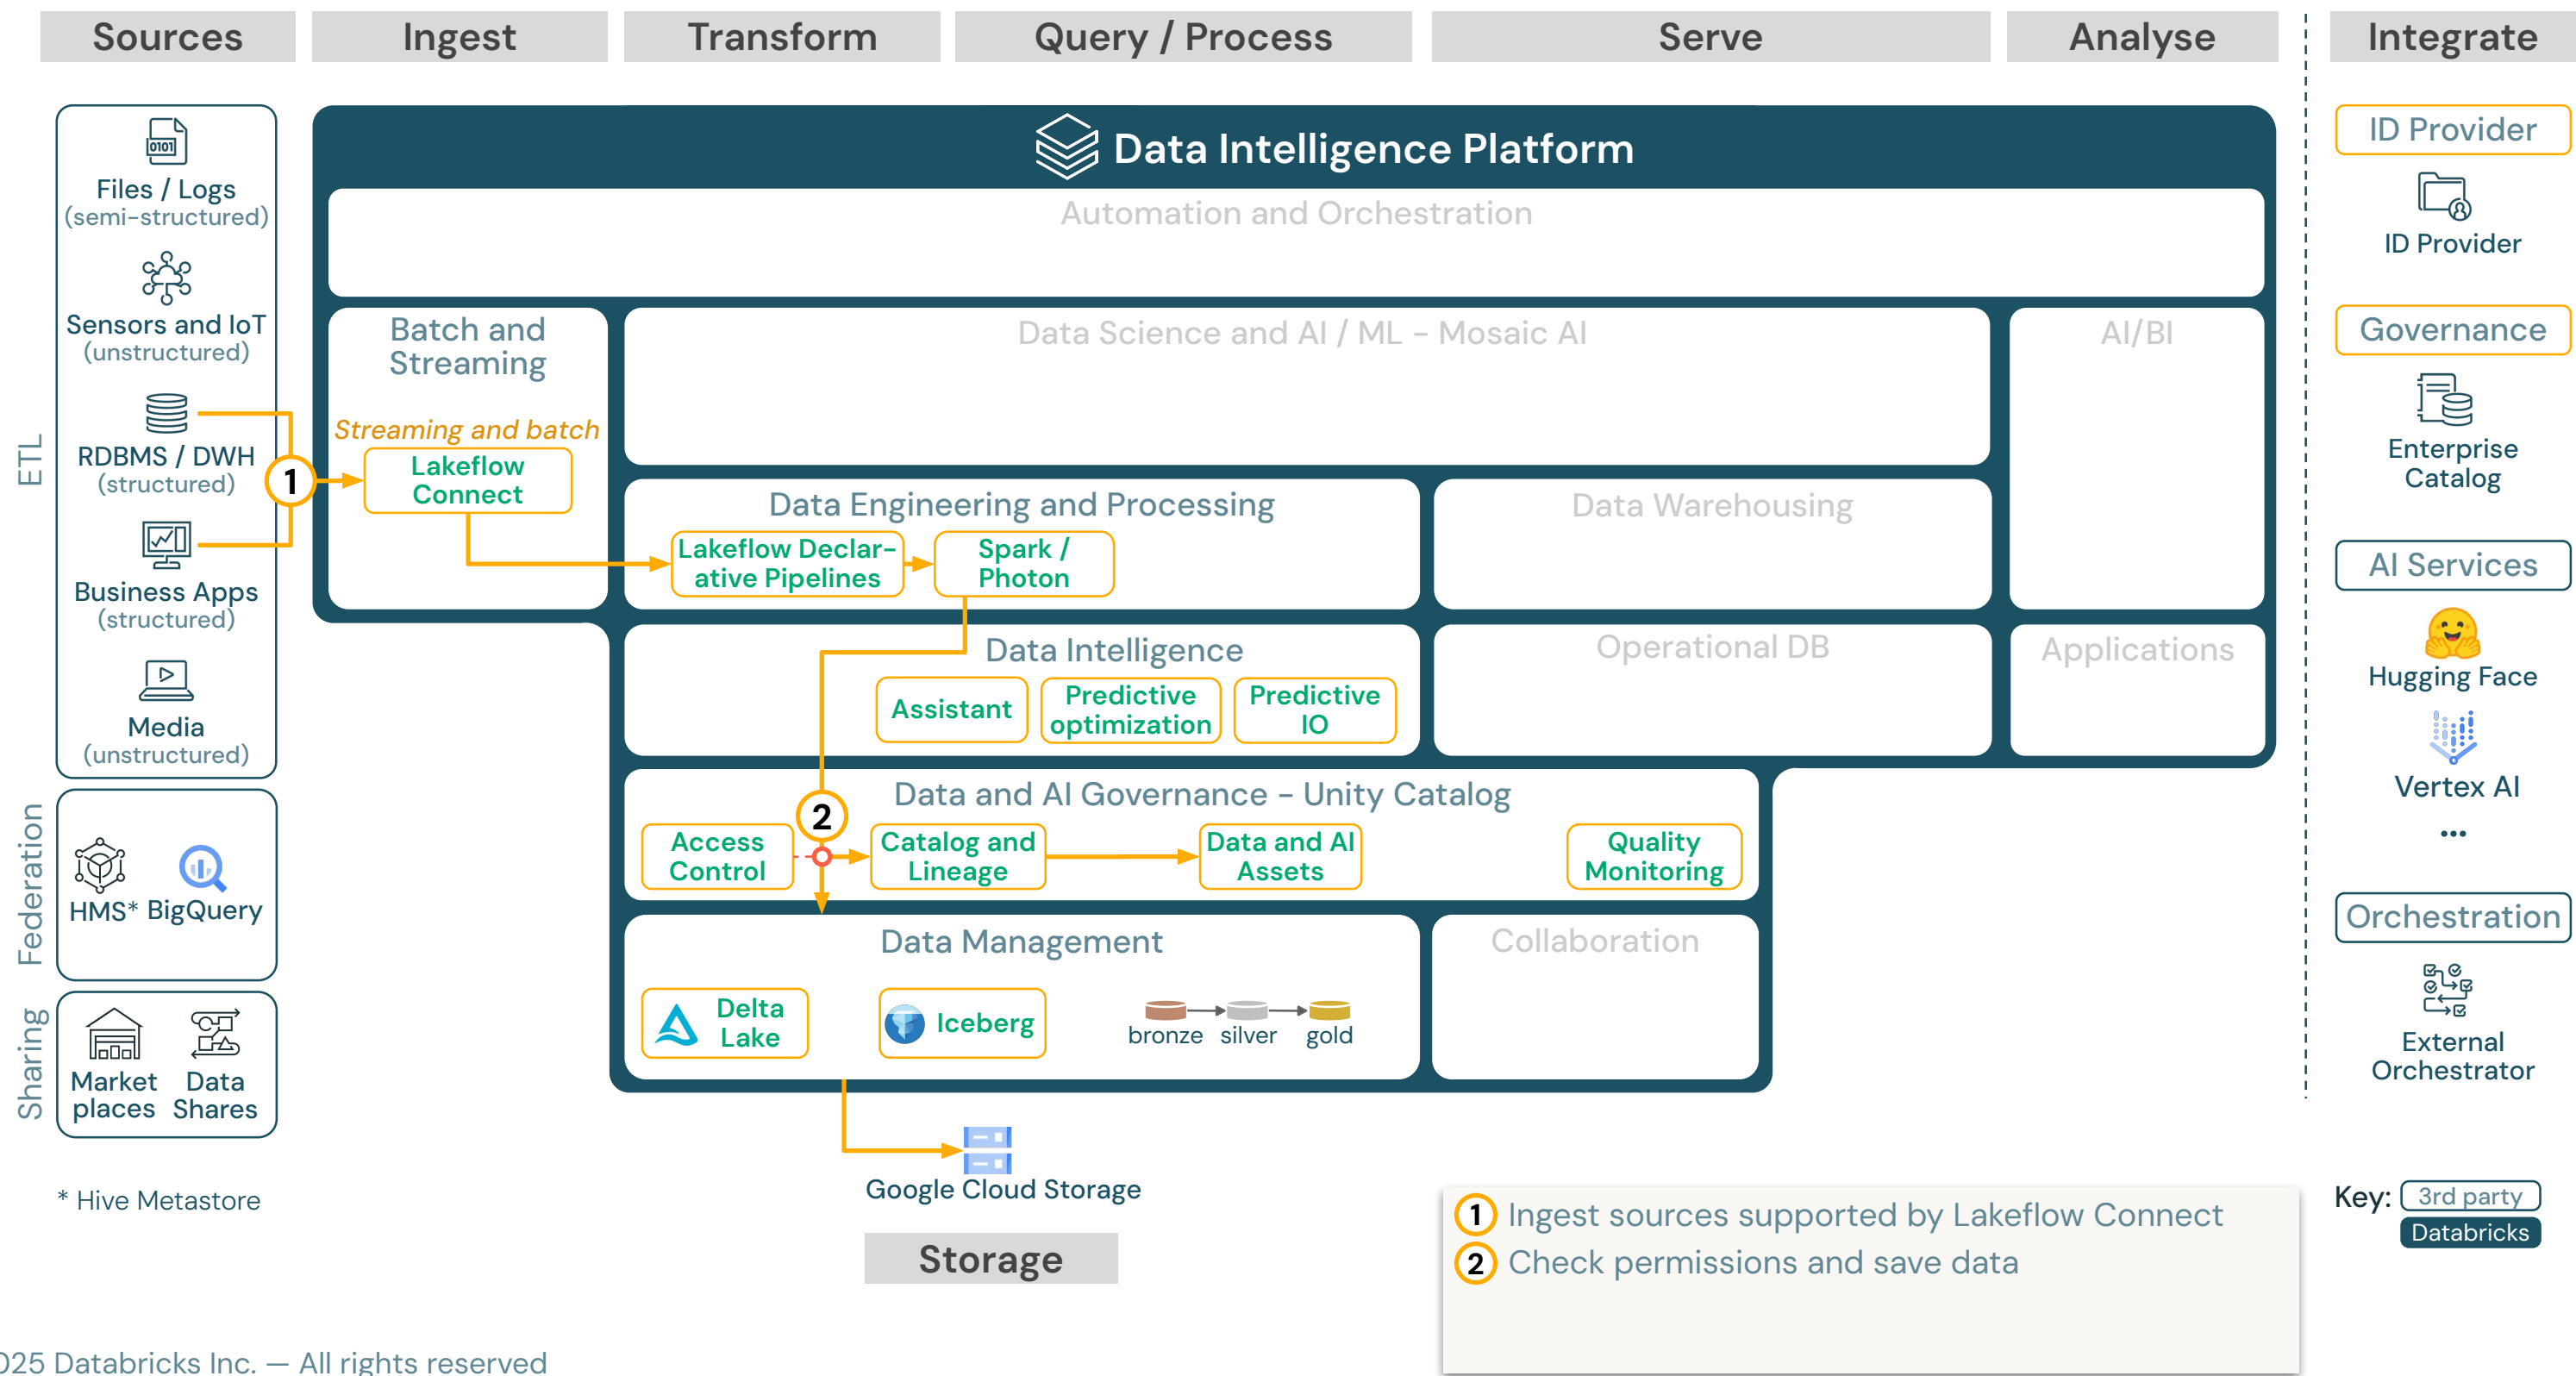 Sources
Ingest
Transform
Query / Process
Serve
Analyse
Integrate
ETL
Files / Logs
(semi-structured)
Sensors and IoT
(unstructured)
RDBMS / DWH
(structured)
Business Apps
(structured)
Media
(unstructured)
Federation
HMS*
BigQuery
Sharing
Market
places
Data
Shares
* Hive Metastore
Data Intelligence Platform
Automation and Orchestration
Batch and
Streaming
Streaming and batch
1
Lakeflow
Connect
Data Science and AI / ML - Mosaic AI
AI/BI
Data Engineering and Processing
Lakeflow Declar-
ative Pipelines
Spark /
Photon
Data Warehousing
Data Intelligence
Assistant
Predictive
optimization
Predictive
IO
Operational DB
Applications
Data and AI Governance - Unity Catalog
2
Access
Control
Catalog and
Lineage
Data and AI
Assets
Quality
Monitoring
Data Management
Delta
Lake
Iceberg
bronze
silver
gold
Collaboration
Google Cloud Storage
Storage
ID Provider
ID Provider
Governance
Enterprise
Catalog
AI Services
Hugging Face
Vertex AI
...
Orchestration
External
Orchestrator
1 Ingest sources supported by Lakeflow Connect
2 Check permissions and save data
Key: 3rd party
Databricks
025 Databricks Inc. — All rights reserved
0101